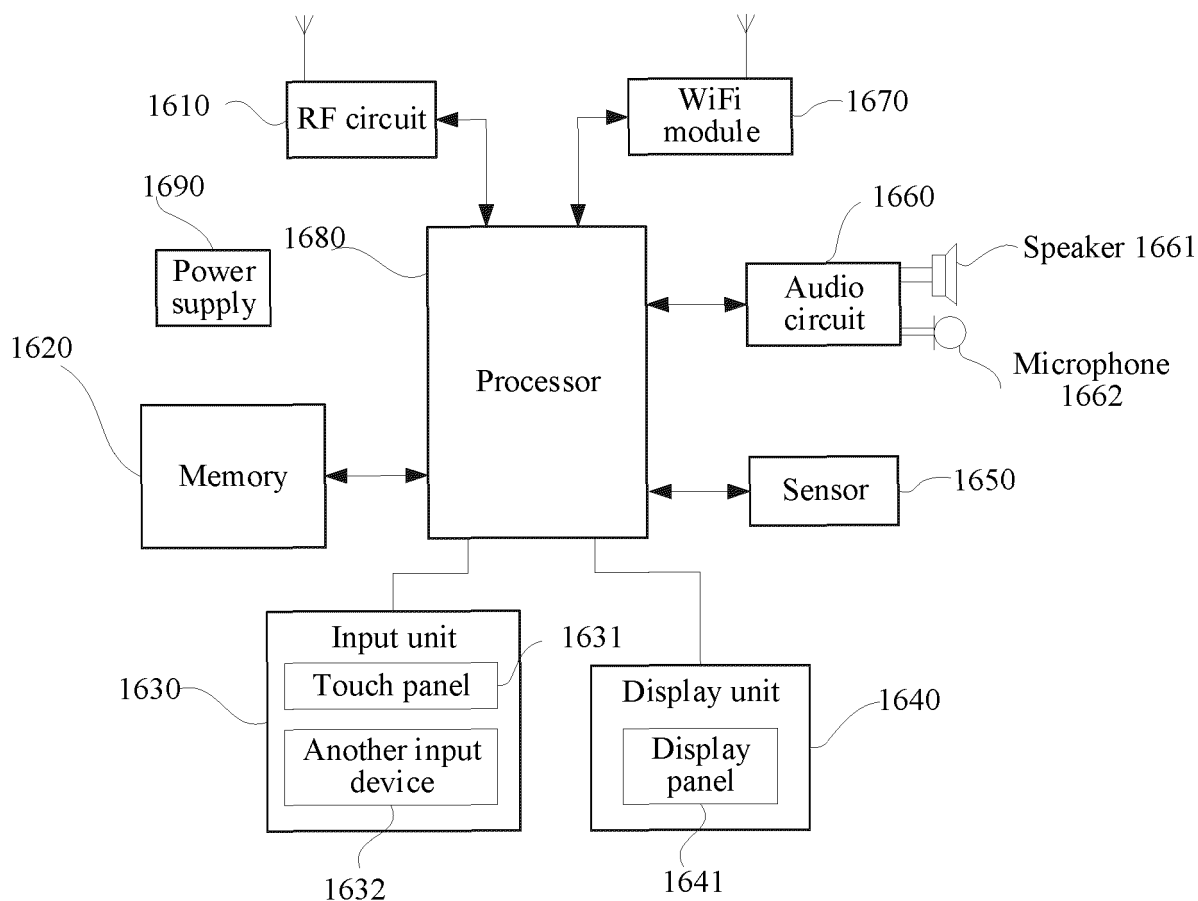 1610
RF circuit
WiFi
module
1670
1690
Power
supply
1680
1660
Audio
circuit
Speaker 1661
Microphone
1662
1620
Memory
Processor
Sensor
1650
Input unit
1631
Touch panel
1630
Another input
device
1632
Display unit
1640
Display
panel
1641